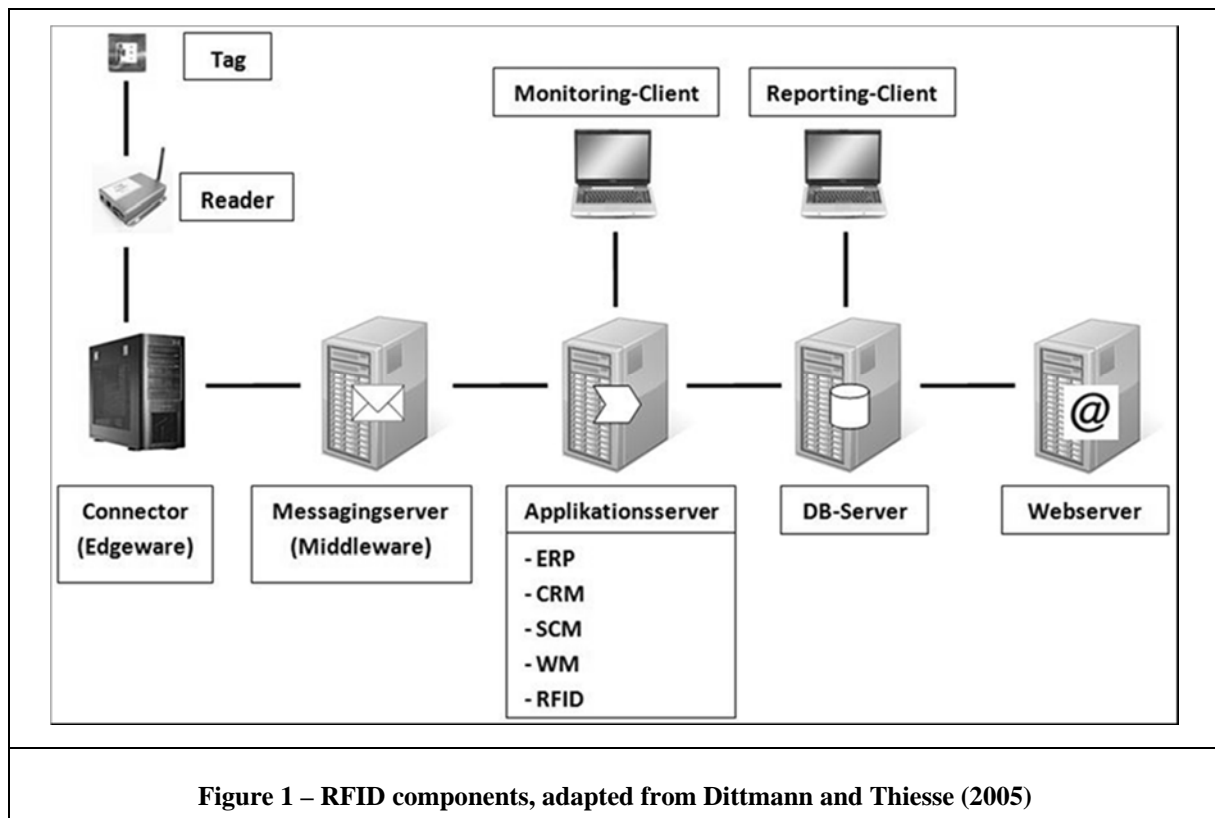 Tag
Reader
Monitoring-Client
Reporting-Client
Connector
(Edgeware)
Messagingserver
(Middleware)
Applikationsserver
- ERP
- CRM
- SCM
- WM
- RFID
DB-Server
@
Webserver
Figure 1 – RFID components, adapted from Dittmann and Thiesse (2005)